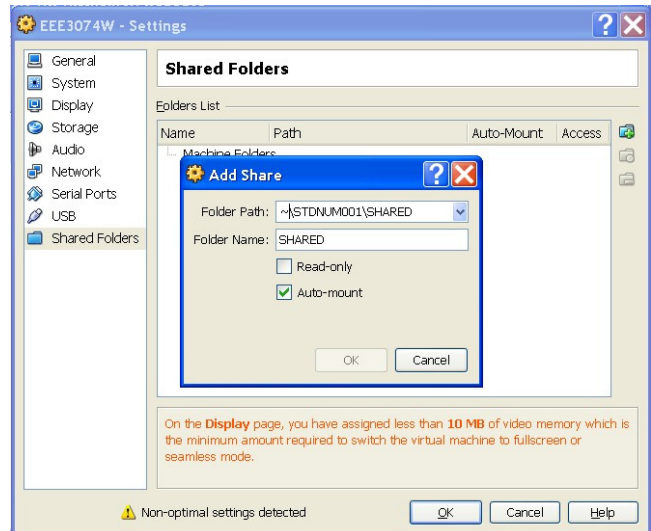 EEE3074W - Settings
General
System
Display
Storage
Audio
Network
Serial Ports
USB
Shared Folders
Shared Folders
Folders List
Name Path Auto-Mount Access
Machine Folders
Add Share
Folder Path: ~\STDNUM001\SHARED
Folder Name: SHARED
Read-only
Auto-mount
OK Cancel
On the Display page, you have assigned less than 10 MB of video memory which is
the minimum amount required to switch the virtual machine to fullscreen or
seamless mode.
Non-optimal settings detected
OK Cancel Help